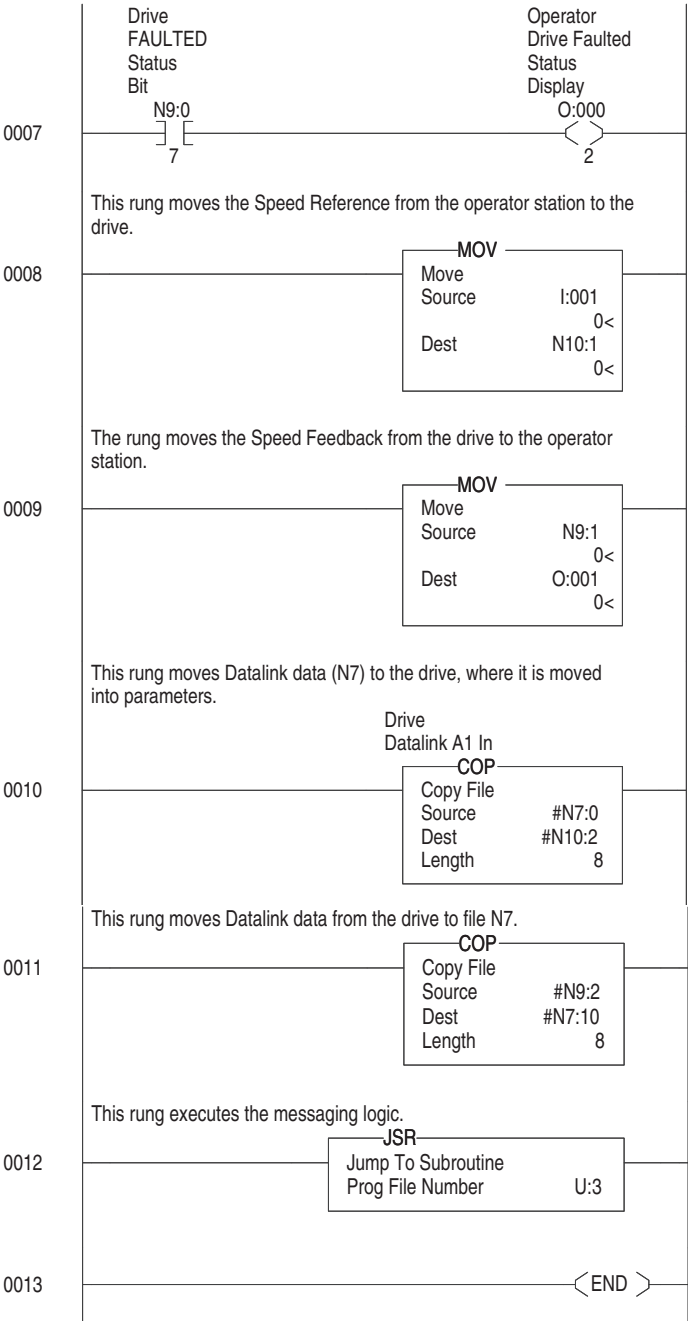 Drive
FAULTED
Status
Bit
N9:0
7
Operator
Drive Faulted
Status
Display
O:000
2
0007
This rung moves the Speed Reference from the operator station to the
drive.
0008
MOV
Move
Source I:001
0<
Dest N10:1
0<
The rung moves the Speed Feedback from the drive to the operator
station.
0009
MOV
Move
Source N9:1
0<
Dest O:001
0<
This rung moves Datalink data (N7) to the drive, where it is moved
into parameters.
Drive
Datalink A1 In
0010
COP
Copy File
Source #N7:0
Dest #N10:2
Length 8
This rung moves Datalink data from the drive to file N7.
0011
COP
Copy File
Source #N9:2
Dest #N7:10
Length 8
This rung executes the messaging logic.
0012
JSR
Jump To Subroutine
Prog File Number U:3
0013
END